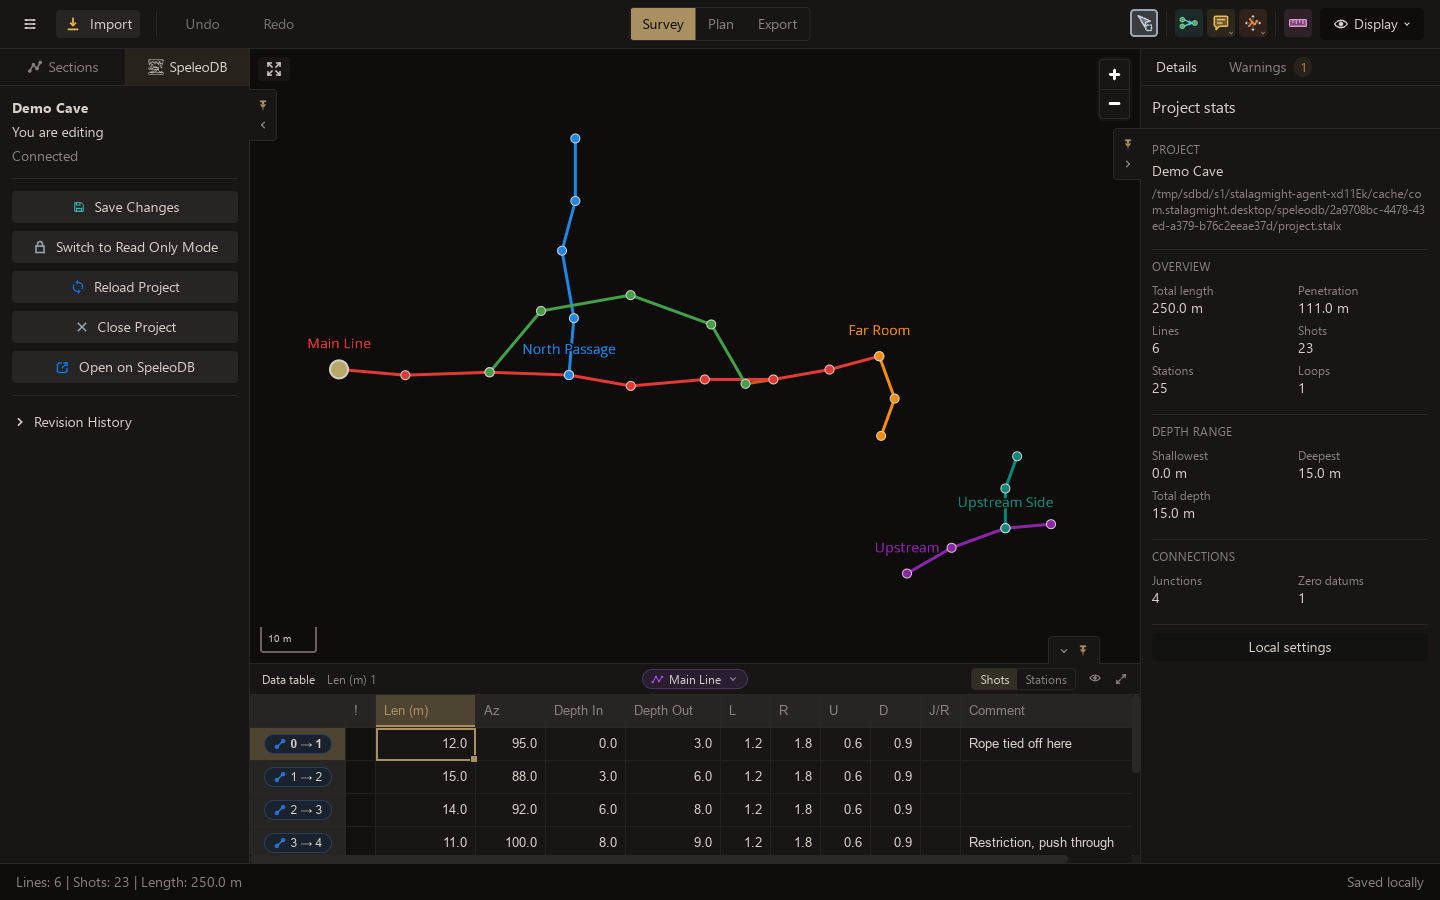 Import
Undo
Redo
Survey
Plan
Export
Display
Sections
SpeleoDB
Demo Cave
You are editing
Connected
Save Changes
Switch to Read Only Mode
Reload Project
Close Project
Open on SpeleoDB
Revision History
Main Line
North Passage
Far Room
Upstream Side
Upstream
10 m
Details
Warnings 1
Project stats
PROJECT
Demo Cave
/tmp/sdbd/s1/stalagmight-agent-xd11Ek/cache/co
m.stalagmight.desktop/speleodb/2a9708bc-4478-43
ed-a379-b76c2eeae37d/project.stalx
OVERVIEW
Total length Penetration
250.0 m 111.0 m
Lines Shots
6 23
Stations Loops
25 1
DEPTH RANGE
Shallowest Deepest
0.0 m 15.0 m
Total depth
15.0 m
CONNECTIONS
Junctions Zero datums
4 1
Local settings
Data table Len (m) 1 Main Line Shots Stations
! Len (m) Az Depth In Depth Out L R U D J/R Comment
0→1 12.0 95.0 0.0 3.0 1.2 1.8 0.6 0.9 Rope tied off here
1→2 15.0 88.0 3.0 6.0 1.2 1.8 0.6 0.9
2→3 14.0 92.0 6.0 8.0 1.2 1.8 0.6 0.9
3→4 11.0 100.0 8.0 9.0 1.2 1.8 0.6 0.9 Restriction, push through
Lines: 6 | Shots: 23 | Length: 250.0 m
Saved locally